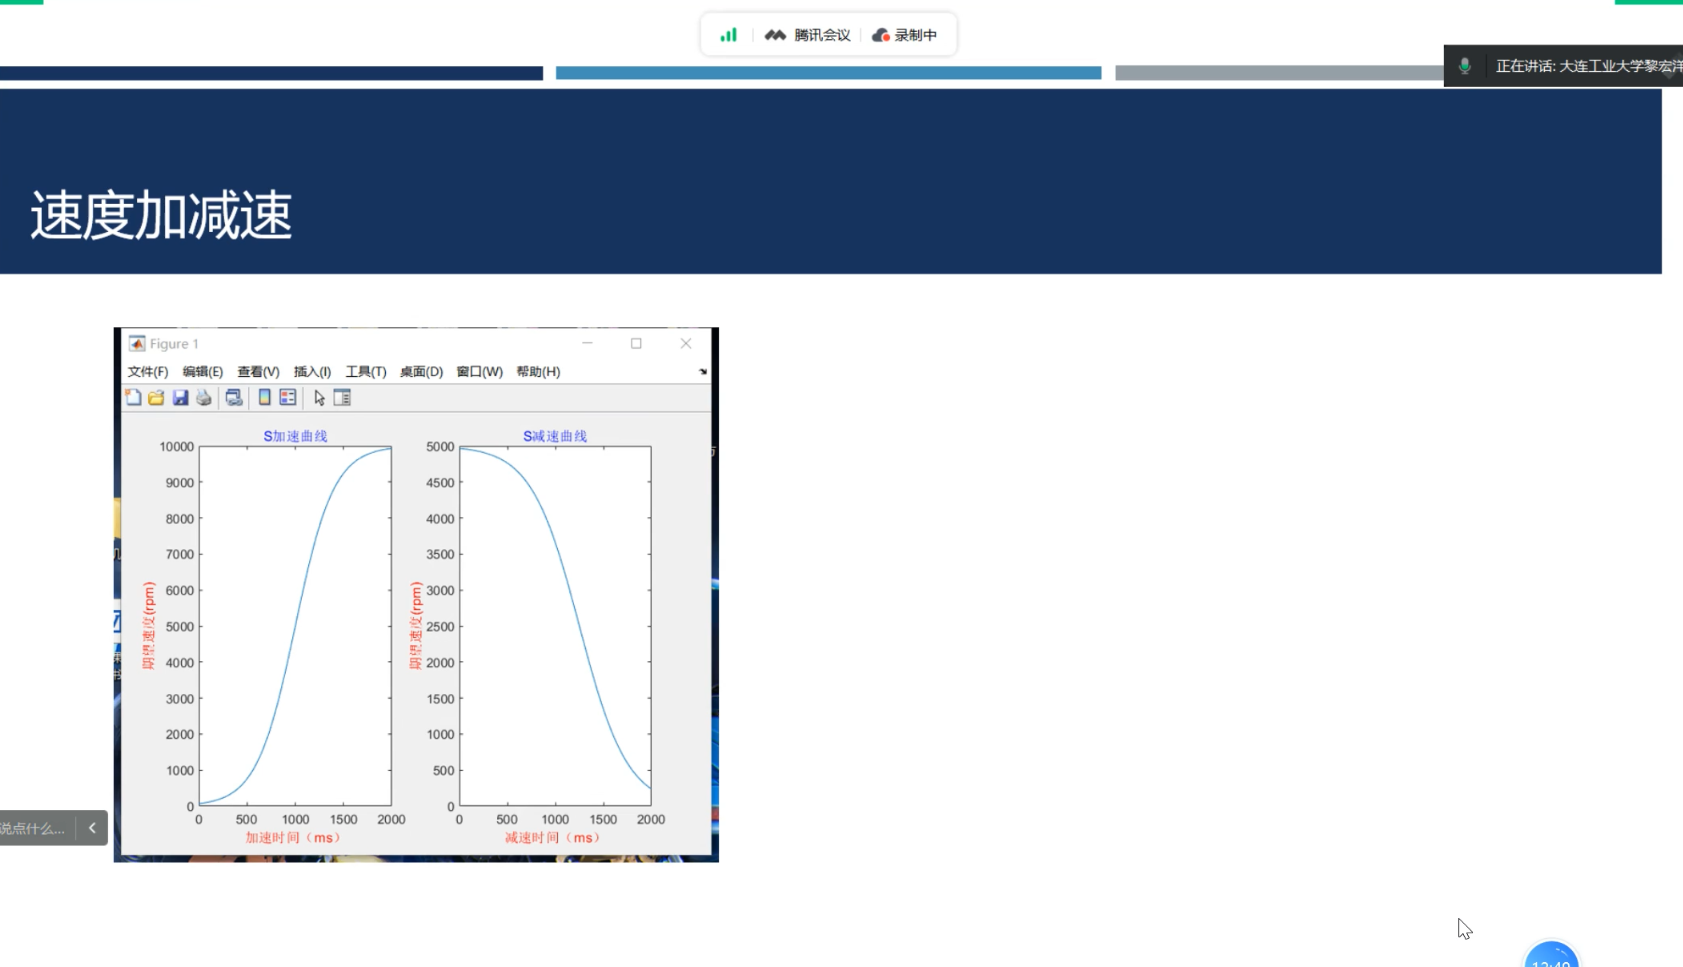 腾讯会议 录制中
正在讲话: 大连工业大学黎宏洋
速度加减速
Figure 1
文件(F) 编辑(E) 查看(V) 插入(I) 工具(T) 桌面(D) 窗口(W) 帮助(H)
S加速曲线
10000
9000
8000
7000
6000
5000
4000
3000
2000
1000
0
期望速度(rpm)
0 500 1000 1500 2000
加速时间（ms）
S减速曲线
5000
4500
4000
3500
3000
2500
2000
1500
1000
500
0
期望速度(rpm)
0 500 1000 1500 2000
减速时间（ms）
说点什么...